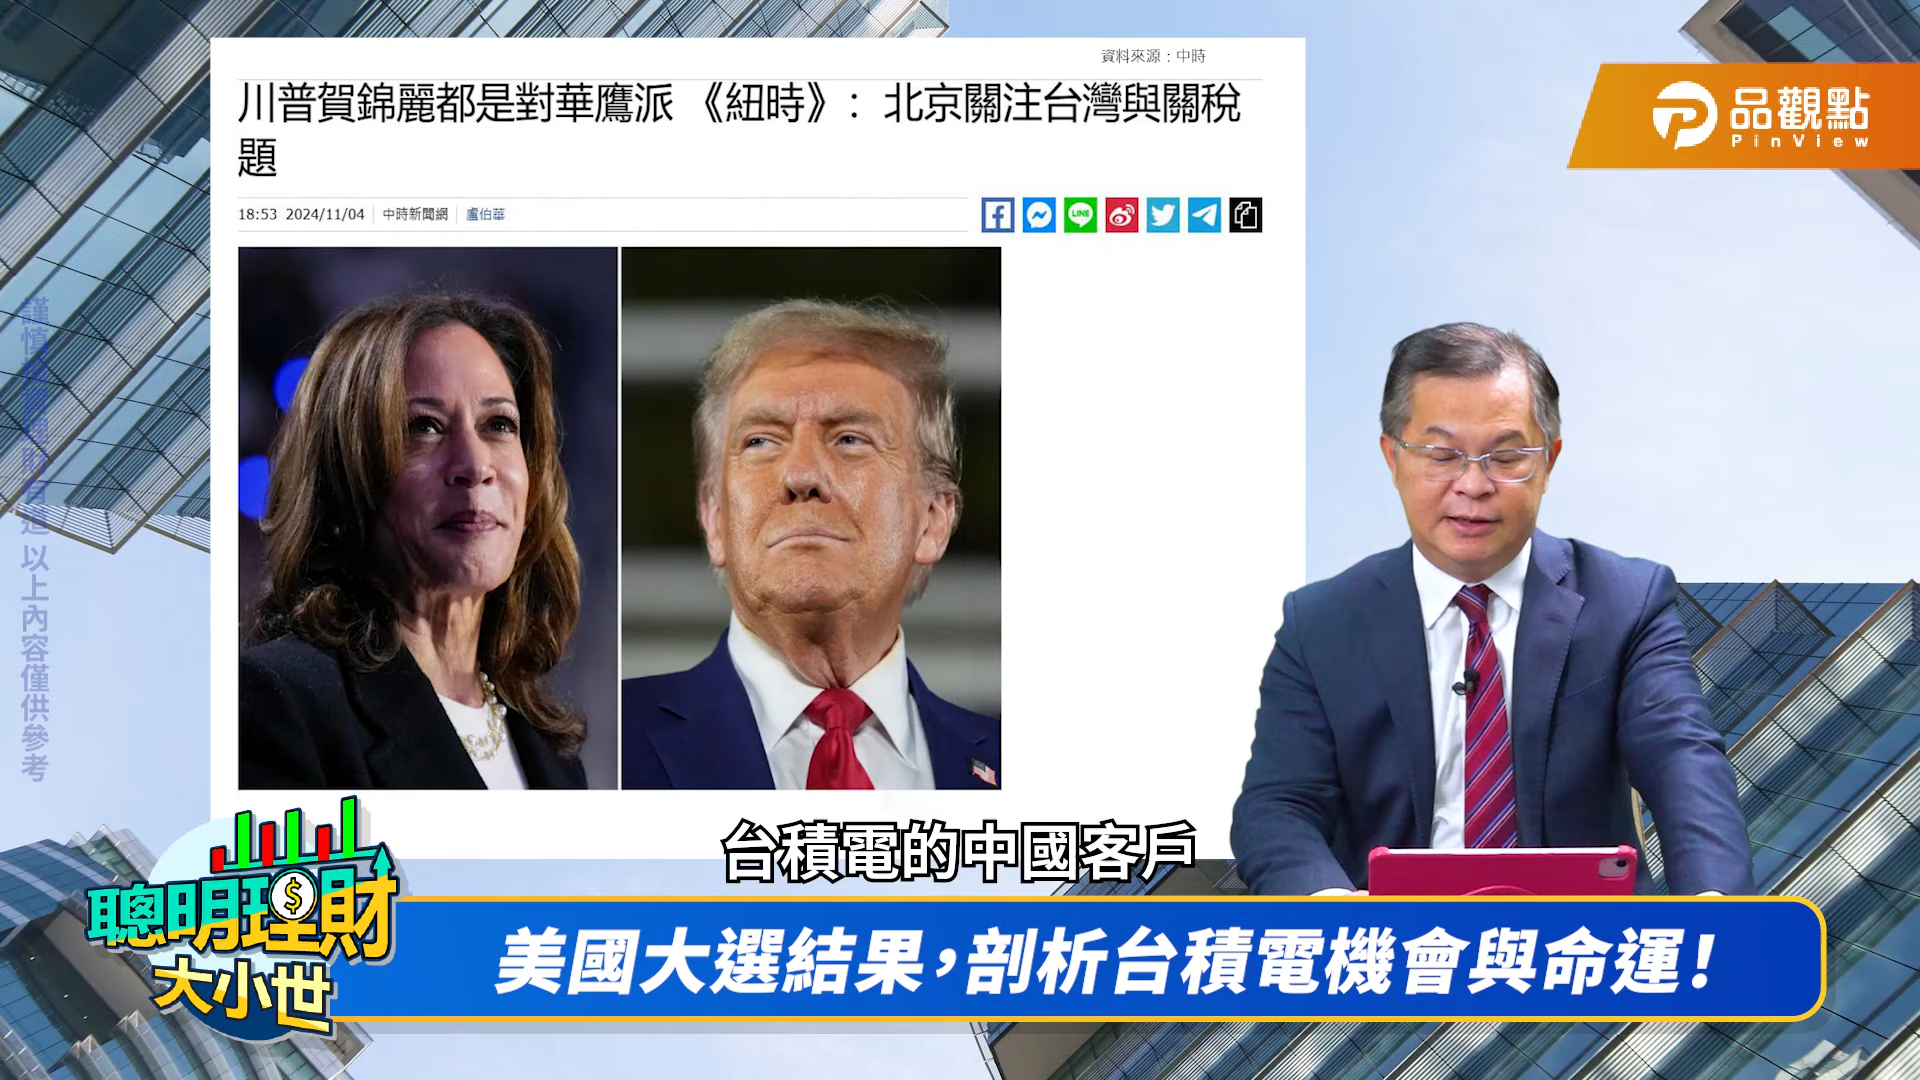 資料來源：中時
川普賀錦麗都是對華鷹派 《紐時》：北京關注台灣與關稅
題
18:53 2024/11/04 中時新聞網 盧伯華
LINE
品觀點
PinView
以上內容僅供參考
台積電的中國客戶
聰明理財
$
大小世
美國大選結果，剖析台積電機會與命運！